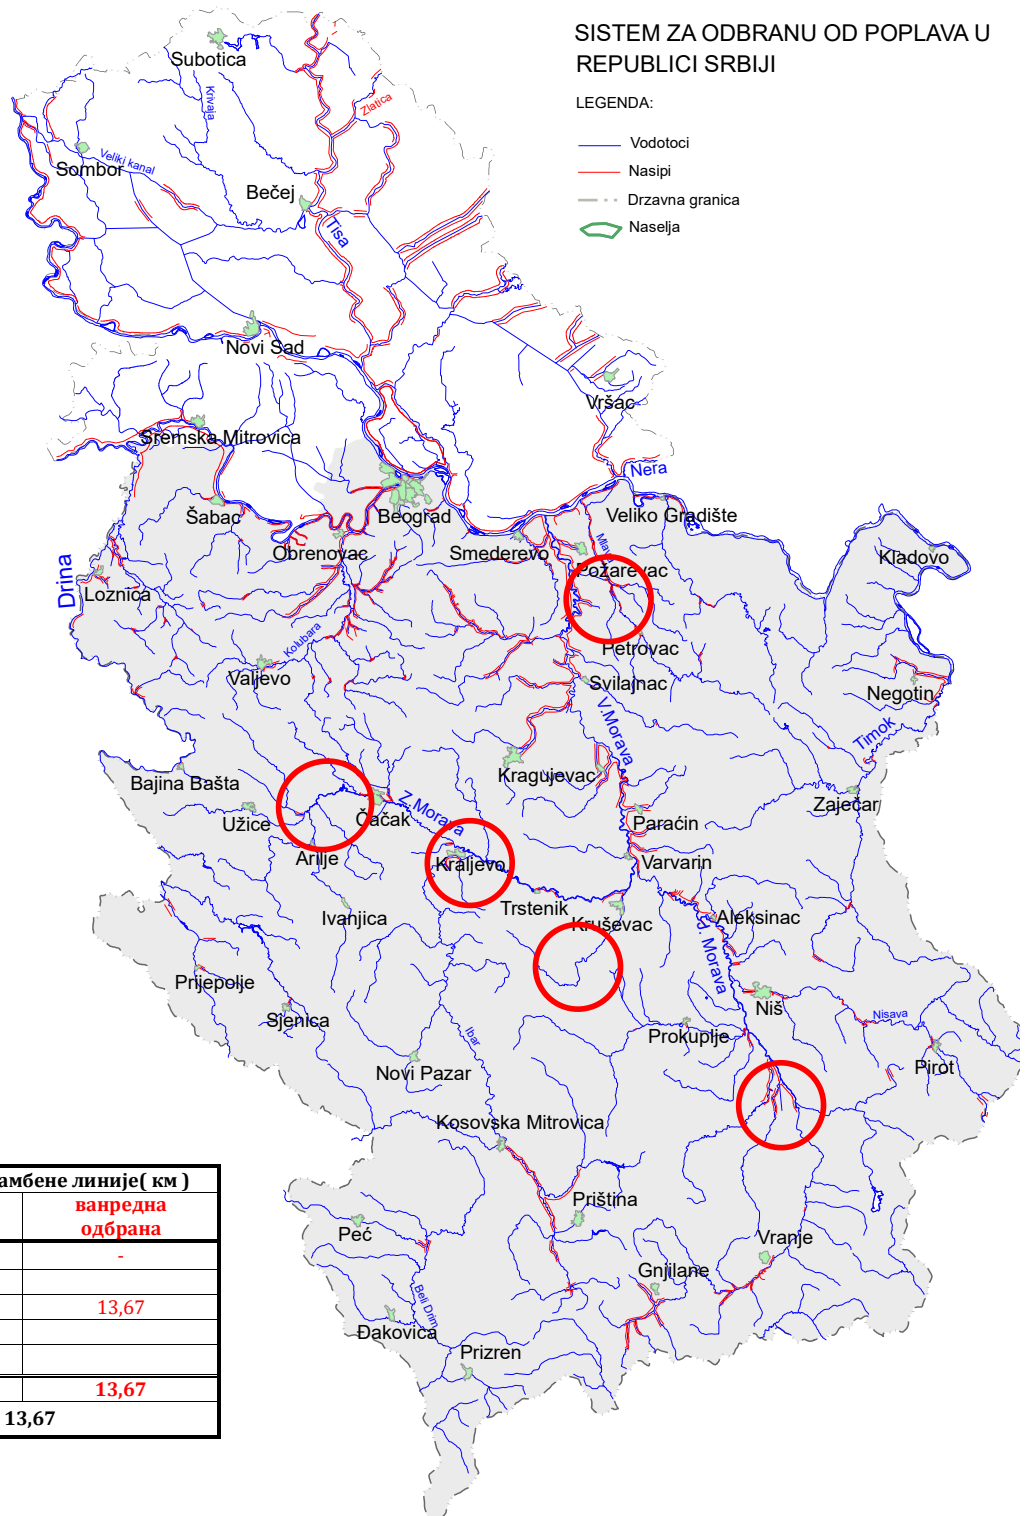 SISTEM ZA ODBRANU OD POPLAVA U
REPUBLICI SRBIJI
LEGENDA:
Vodotoci
Nasipi
Drzavna granica
Naselja
Subotica
Krivaja
Zlatica
Sombor
Veliki kanal
Bečej
Tisa
Novi Sad
Vršac
Sremska Mitrovica
Nera
Šabac
Beograd
Veliko Gradište
Obrenovac
Smederevo
Mlava
Kladovo
Drina
Loznica
Požarevac
Kolubara
Petrovac
Valjevo
Svilajnac
Negotin
V.Morava
Timok
Kragujevac
Bajina Bašta
Zaječar
Užice
Čačak
Z.Morava
Paraćin
Arilje
Kraljevo
Varvarin
Ivanjica
Trstenik
Kruševac
Aleksinac
J. Morava
Prijepolje
Niš
Sjenica
Nisava
Ibar
Prokuplje
Novi Pazar
Pirot
Kosovska Mitrovica
Priština
Peć
Vranje
Gnjilane
Beli Drim
Đakovica
Prizren
амбене линије( км )
ванредна
одбрана
-
13,67
13,67
13,67